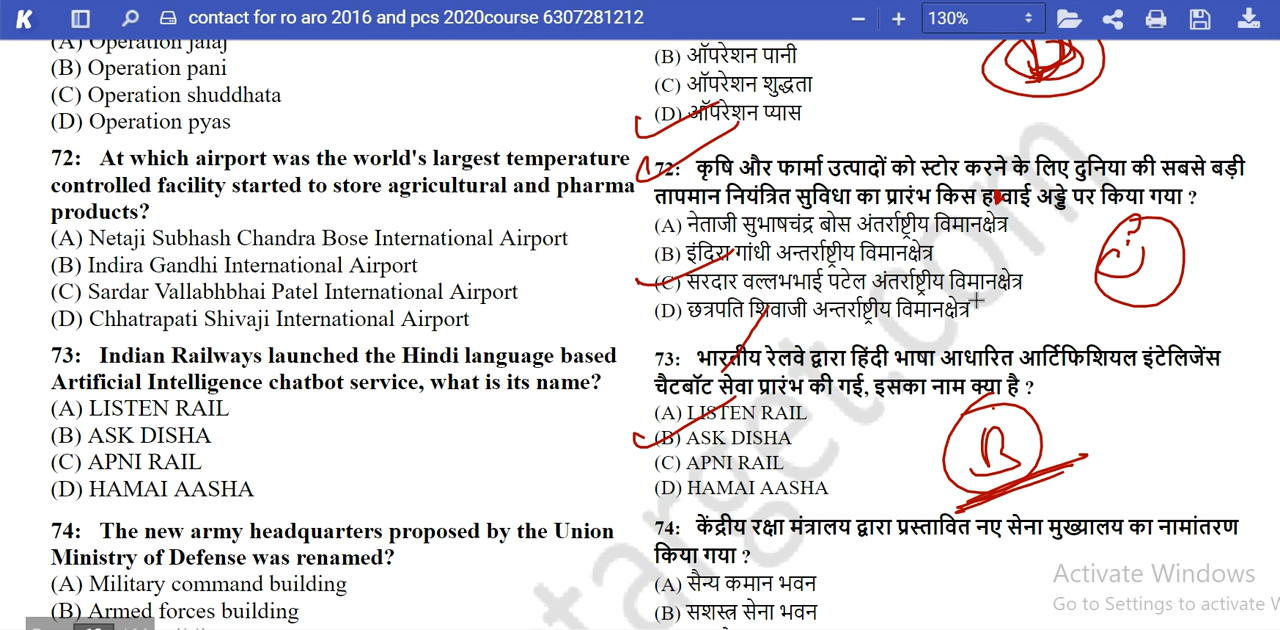 contact for ro aro 2016 and pcs 2020course 6307281212
130%
(A) Operation jalaj
(B) Operation pani
(C) Operation shuddhata
(D) Operation pyas
72: At which airport was the world's largest temperature
controlled facility started to store agricultural and pharma
products?
(A) Netaji Subhash Chandra Bose International Airport
(B) Indira Gandhi International Airport
(C) Sardar Vallabhbhai Patel International Airport
(D) Chhatrapati Shivaji International Airport
73: Indian Railways launched the Hindi language based
Artificial Intelligence chatbot service, what is its name?
(A) LISTEN RAIL
(B) ASK DISHA
(C) APNI RAIL
(D) HAMAI AASHA
74: The new army headquarters proposed by the Union
Ministry of Defense was renamed?
(A) Military command building
(B) Armed forces building
(B) ऑपरेशन पानी
(C) ऑपरेशन शुद्धता
(D) ऑपरेशन प्यास
72: कृषि और फार्मा उत्पादों को स्टोर करने के लिए दुनिया की सबसे बड़ी
तापमान नियंत्रित सुविधा का प्रारंभ किस हवाई अड्डे पर किया गया ?
(A) नेताजी सुभाषचंद्र बोस अंतर्राष्ट्रीय विमानक्षेत्र
(B) इंदिरा गांधी अन्तर्राष्ट्रीय विमानक्षेत्र
(C) सरदार वल्लभभाई पटेल अंतर्राष्ट्रीय विमानक्षेत्र
(D) छत्रपति शिवाजी अन्तर्राष्ट्रीय विमानक्षेत्र
73: भारतीय रेलवे द्वारा हिंदी भाषा आधारित आर्टिफिशियल इंटेलिजेंस
चैटबॉट सेवा प्रारंभ की गई, इसका नाम क्या है ?
(A) LISTEN RAIL
(B) ASK DISHA
(C) APNI RAIL
(D) HAMAI AASHA
B
74: केंद्रीय रक्षा मंत्रालय द्वारा प्रस्तावित नए सेना मुख्यालय का नामांतरण
किया गया ?
(A) सैन्य कमान भवन
(B) सशस्त्र सेना भवन
target.com
Activate Windows
Go to Settings to activate W